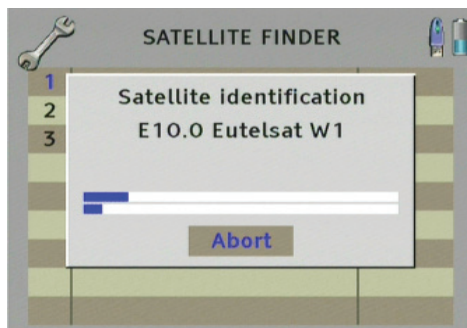 SATELLITE FINDER
1
2
3
Satellite identification
E10.0 Eutelsat W1
Abort